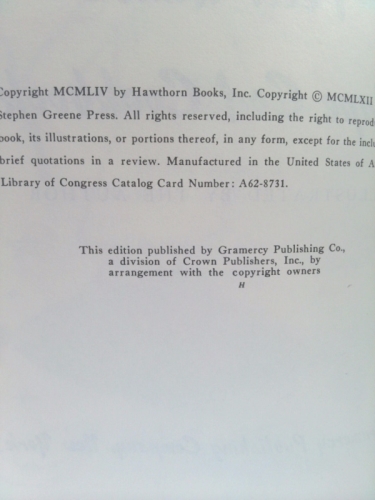 Copyright MCMLIV by Hawthorn Books, Inc. Copyright © MCMLXII
Stephen Greene Press. All rights reserved, including the right to reprodu
book, its illustrations, or portions thereof, in any form, except for the inclu
brief quotations in a review. Manufactured in the United States of A
Library of Congress Catalog Card Number: A62-8731.
This edition published by Gramercy Publishing Co.,
a division of Crown Publishers, Inc., by
arrangement with the copyright owners
H